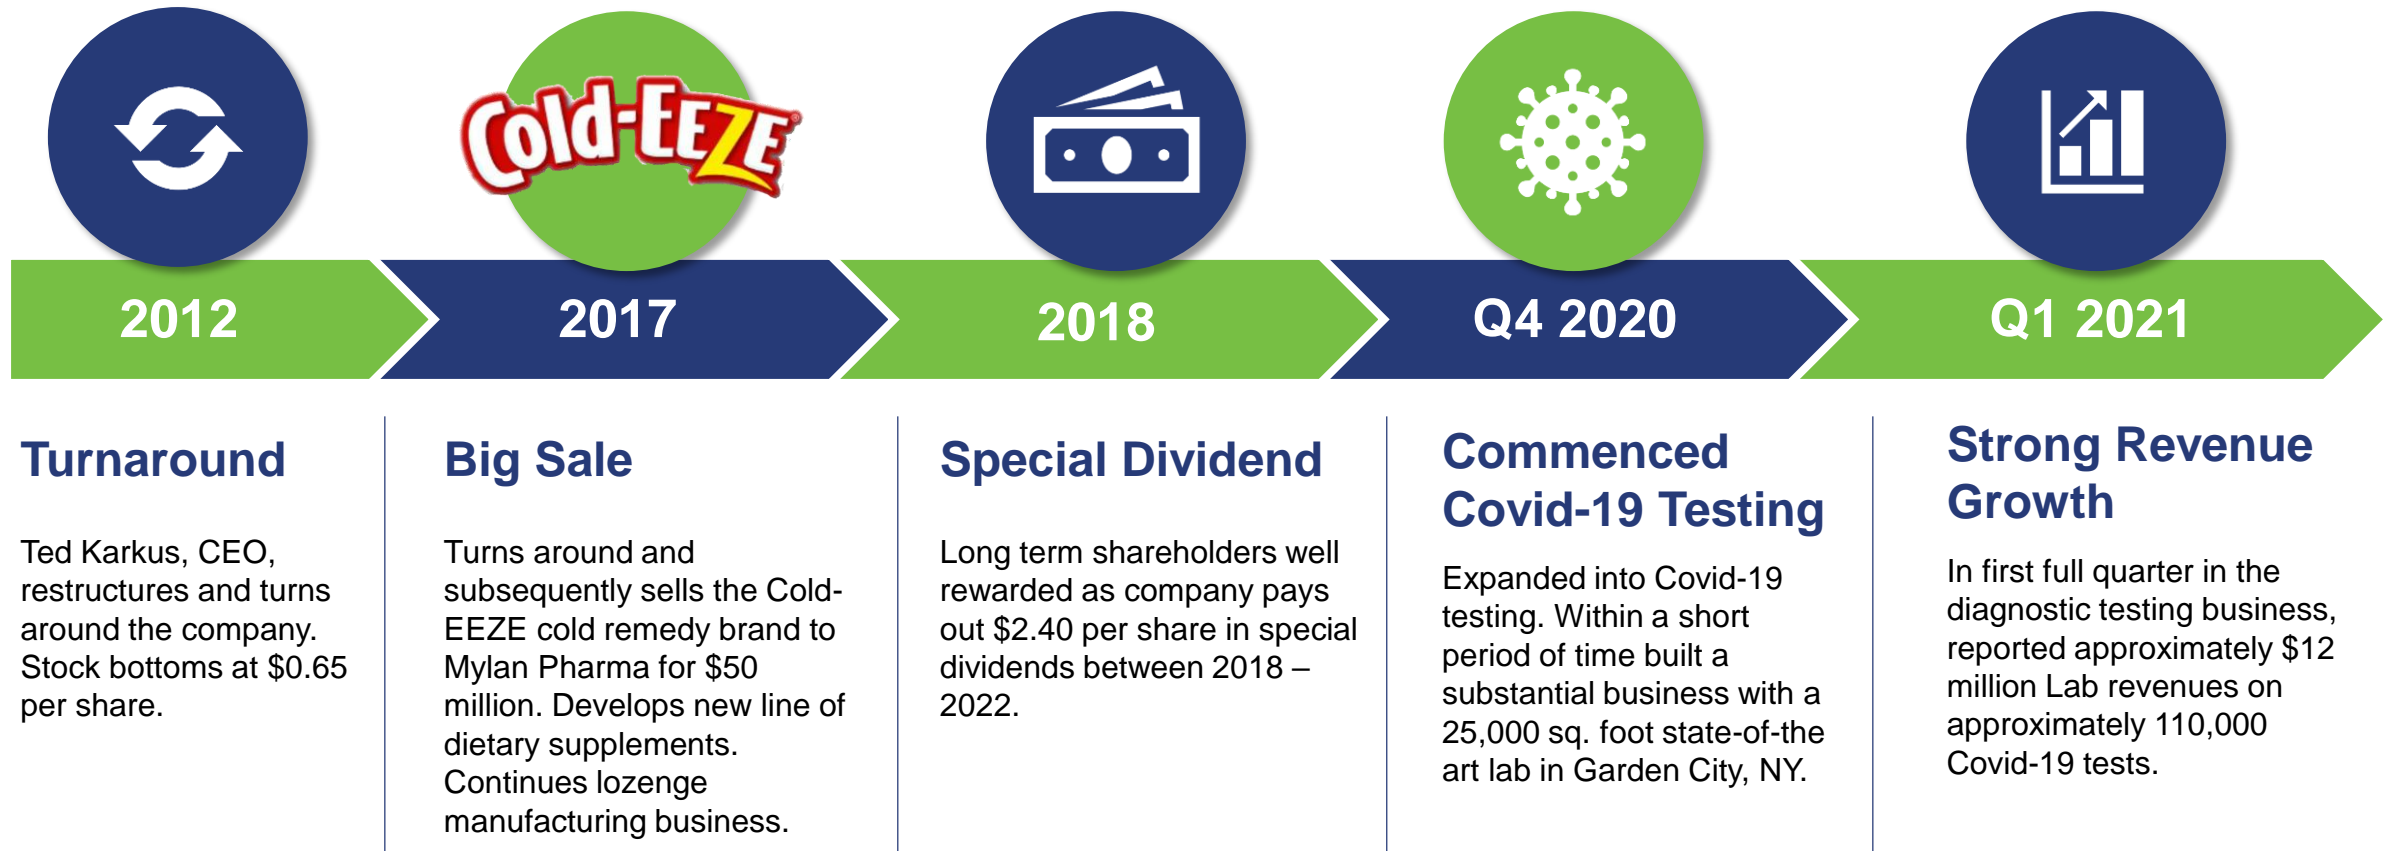 Cold-EEZE®
2012
2017
2018
Q4 2020
Q1 2021
Turnaround
Ted Karkus, CEO,
restructures and turns
around the company.
Stock bottoms at $0.65
per share.
Big Sale
Turns around and
subsequently sells the Cold-
EEZE cold remedy brand to
Mylan Pharma for $50
million. Develops new line of
dietary supplements.
Continues lozenge
manufacturing business.
Special Dividend
Long term shareholders well
rewarded as company pays
out $2.40 per share in special
dividends between 2018 –
2022.
Commenced
Covid-19 Testing
Expanded into Covid-19
testing. Within a short
period of time built a
substantial business with a
25,000 sq. foot state-of-the
art lab in Garden City, NY.
Strong Revenue
Growth
In first full quarter in the
diagnostic testing business,
reported approximately $12
million Lab revenues on
approximately 110,000
Covid-19 tests.